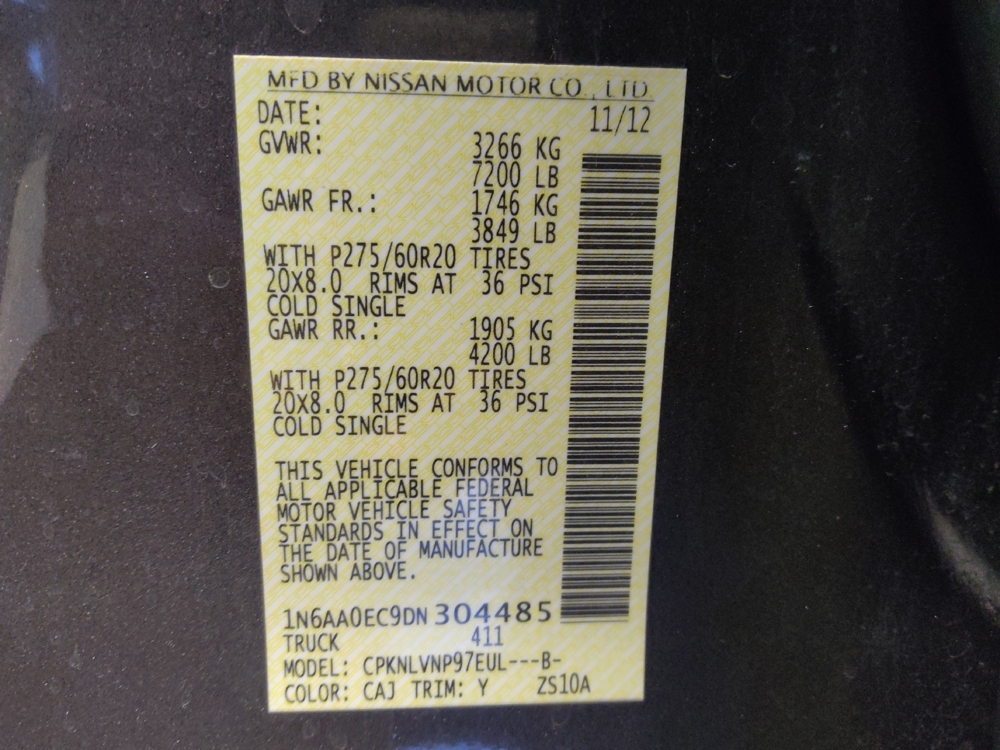 MFD BY NISSAN MOTOR CO., LTD.
DATE: 11/12
GVWR: 3266 KG
7200 LB
GAWR FR.: 1746 KG
3849 LB
WITH P275/60R20 TIRES
20X8.0 RIMS AT 36 PSI
COLD SINGLE
GAWR RR.: 1905 KG
4200 LB
WITH P275/60R20 TIRES
20X8.0 RIMS AT 36 PSI
COLD SINGLE
THIS VEHICLE CONFORMS TO
ALL APPLICABLE FEDERAL
MOTOR VEHICLE SAFETY
STANDARDS IN EFFECT ON
THE DATE OF MANUFACTURE
SHOWN ABOVE.
1N6AA0EC9DN304485
TRUCK 411
MODEL: CPKNLVNP97EUL---B-
COLOR: CAJ TRIM: Y ZS10A